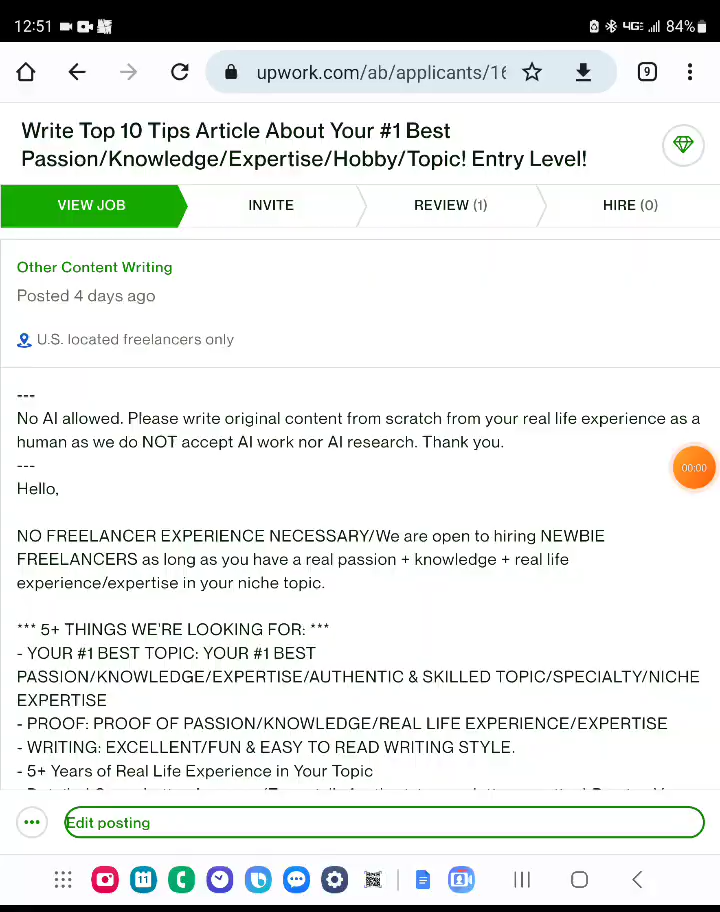 12:51 4GE 84%
upwork.com/ab/applicants/16 9
Write Top 10 Tips Article About Your #1 Best
Passion/Knowledge/Expertise/Hobby/Topic! Entry Level!
VIEW JOB INVITE REVIEW (1) HIRE (0)
Other Content Writing
Posted 4 days ago
U.S. located freelancers only
---
No AI allowed. Please write original content from scratch from your real life experience as a
human as we do NOT accept AI work nor AI research. Thank you.
---
00:00
Hello,
NO FREELANCER EXPERIENCE NECESSARY/We are open to hiring NEWBIE
FREELANCERS as long as you have a real passion + knowledge + real life
experience/expertise in your niche topic.
*** 5+ THINGS WE'RE LOOKING FOR: ***
- YOUR #1 BEST TOPIC: YOUR #1 BEST
PASSION/KNOWLEDGE/EXPERTISE/AUTHENTIC & SKILLED TOPIC/SPECIALTY/NICHE
EXPERTISE
- PROOF: PROOF OF PASSION/KNOWLEDGE/REAL LIFE EXPERIENCE/EXPERTISE
- WRITING: EXCELLENT/FUN & EASY TO READ WRITING STYLE.
- 5+ Years of Real Life Experience in Your Topic
Edit posting
11